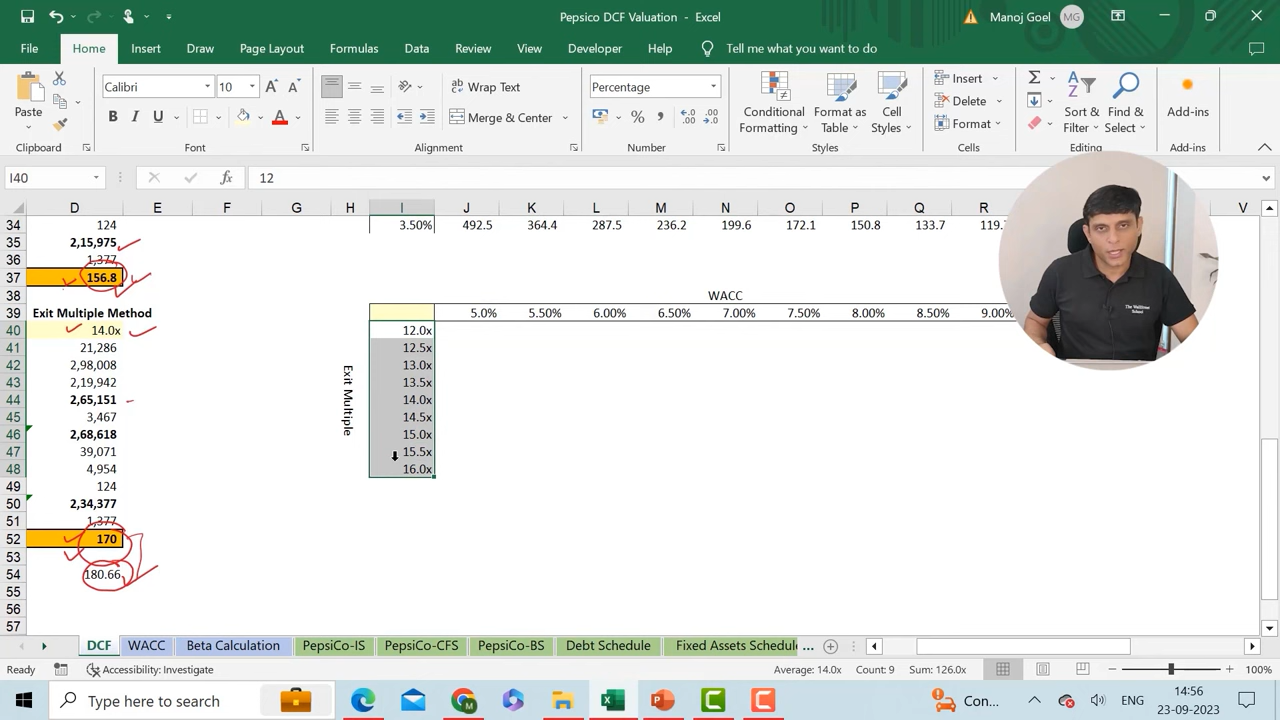 Pepsico DCF Valuation - Excel
Manoj Goel
MG
File Home Insert Draw Page Layout Formulas Data Review View Developer Help Tell me what you want to do
Paste
Calibri 10
Wrap Text
Merge & Center
Percentage
Conditional Formatting
Format as Table
Cell Styles
Insert
Delete
Format
Sort & Filter
Find & Select
Add-ins
Clipboard Font Alignment Number Styles Cells Editing Add-ins
I40 fx 12
D E F G H I J K L M N O P Q R V
34 124 3.50% 492.5 364.4 287.5 236.2 199.6 172.1 150.8 133.7 119.
35 2,15,975
36 1,377
37 156.8
38 WACC
39 Exit Multiple Method 5.0% 5.50% 6.00% 6.50% 7.00% 7.50% 8.00% 8.50% 9.00%
40 14.0x 12.0x
41 21,286 12.5x
42 2,98,008 13.0x
43 2,19,942 13.5x
44 2,65,151 14.0x
45 3,467 14.5x
46 2,68,618 15.0x
47 39,071 15.5x
48 4,954 16.0x
Exit Multiple
49 124
50 2,34,377
51 1,377
52 170
53
54 180.66
55
56
57
DCF WACC Beta Calculation PepsiCo-IS PepsiCo-CFS PepsiCo-BS Debt Schedule Fixed Assets Schedul ...
Ready Accessibility: Investigate Average: 14.0x Count: 9 Sum: 126.0x 100%
Type here to search
Con...
ENG
14:56
23-09-2023